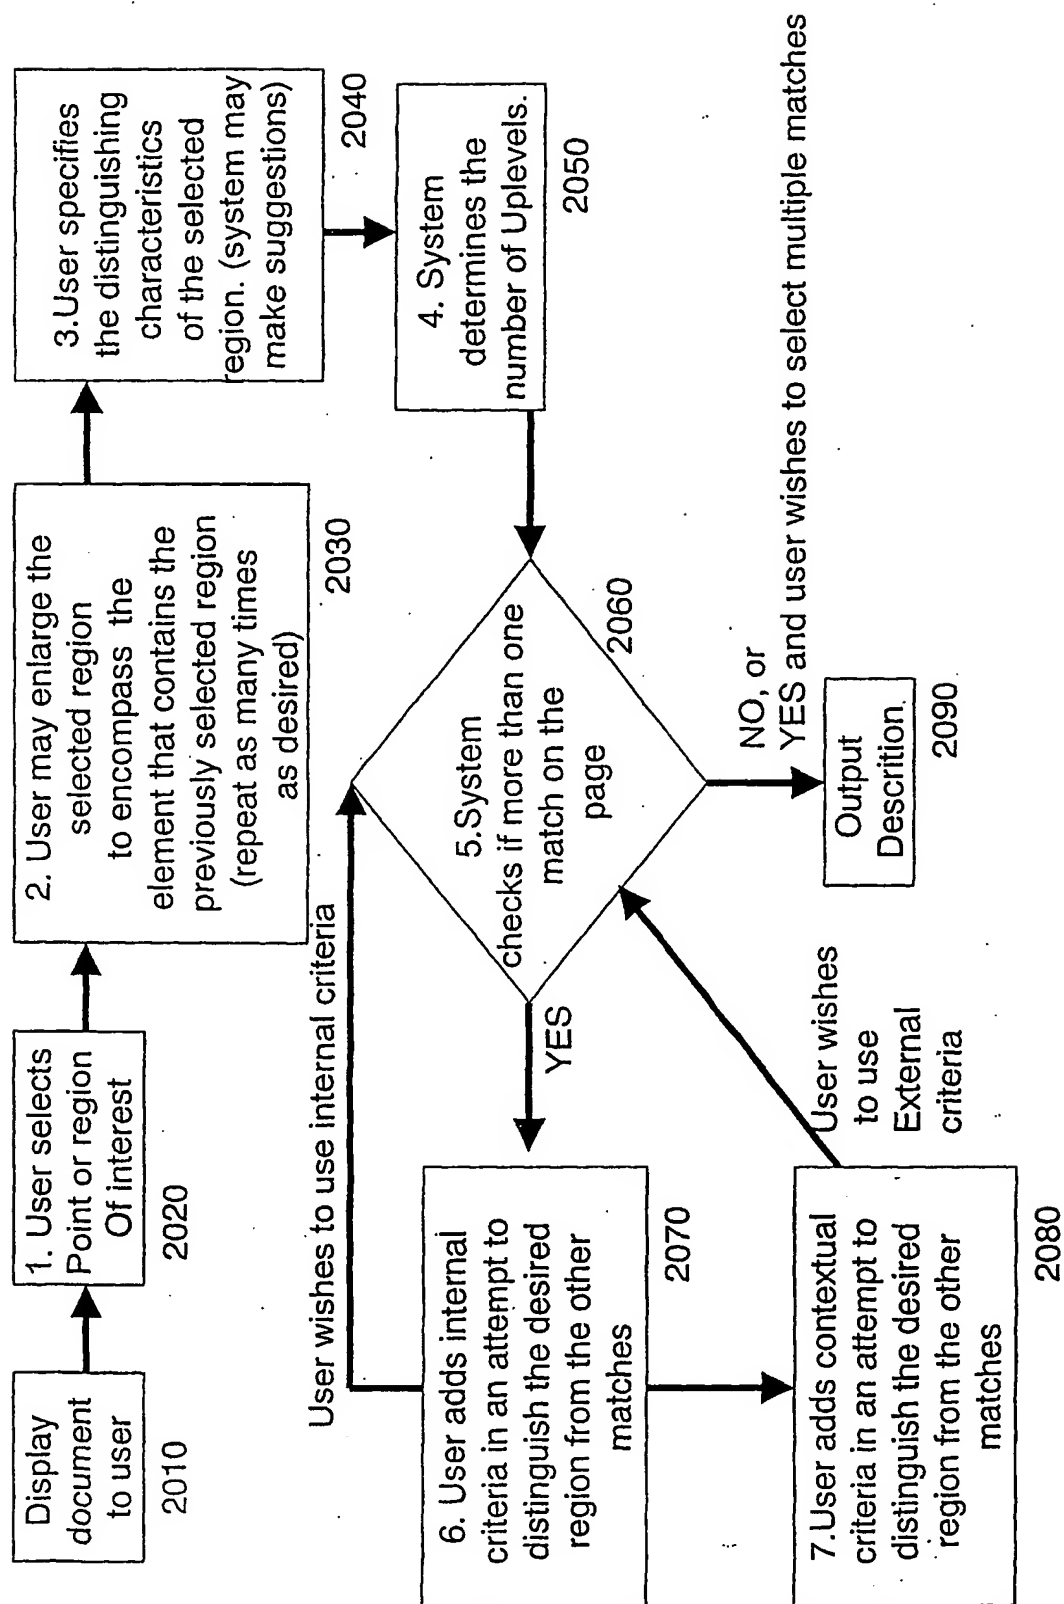 Display
document
to user
2010
1. User selects
Point or region
Of interest
2020
2. User may enlarge the
selected region
to encompass the
element that contains the
previously selected region
(repeat as many times
as desired)
2030
3.User specifies
the distinguishing
characteristics
of the selected
region. (system may
make suggestions)
2040
4. System
determines the
number of Uplevels.
2050
5.System
checks if more than one
match on the
page
2060
User wishes to use internal criteria
YES
6. User adds internal
criteria in an attempt to
distinguish the desired
region from the other
matches
2070
7.User adds contextual
criteria in an attempt to
distinguish the desired
region from the other
matches
2080
User wishes
to use
External
criteria
NO, or
YES and user wishes to select multiple matches
Output
Descrition.
2090